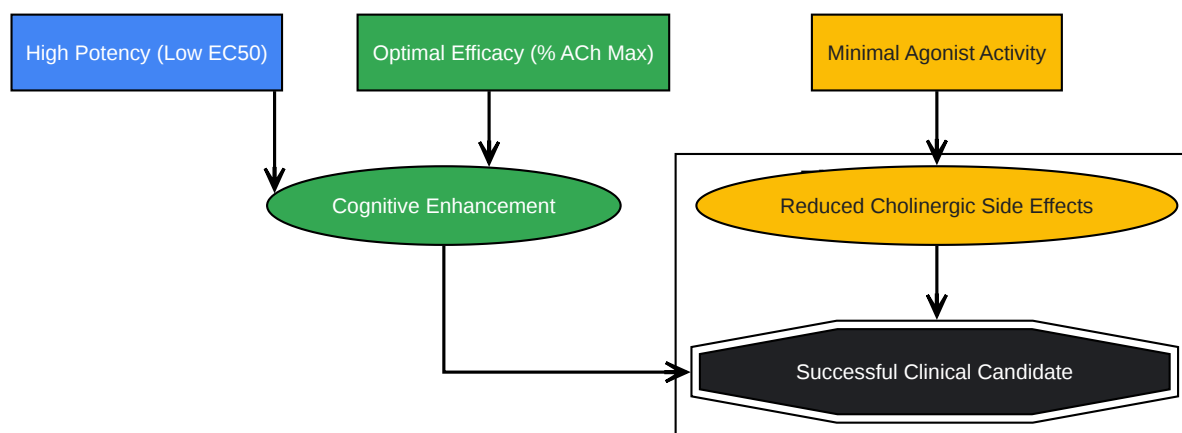 High Potency (Low EC50)
Optimal Efficacy (% ACh Max)
Minimal Agonist Activity
Cognitive Enhancement
Reduced Cholinergic Side Effects
Successful Clinical Candidate